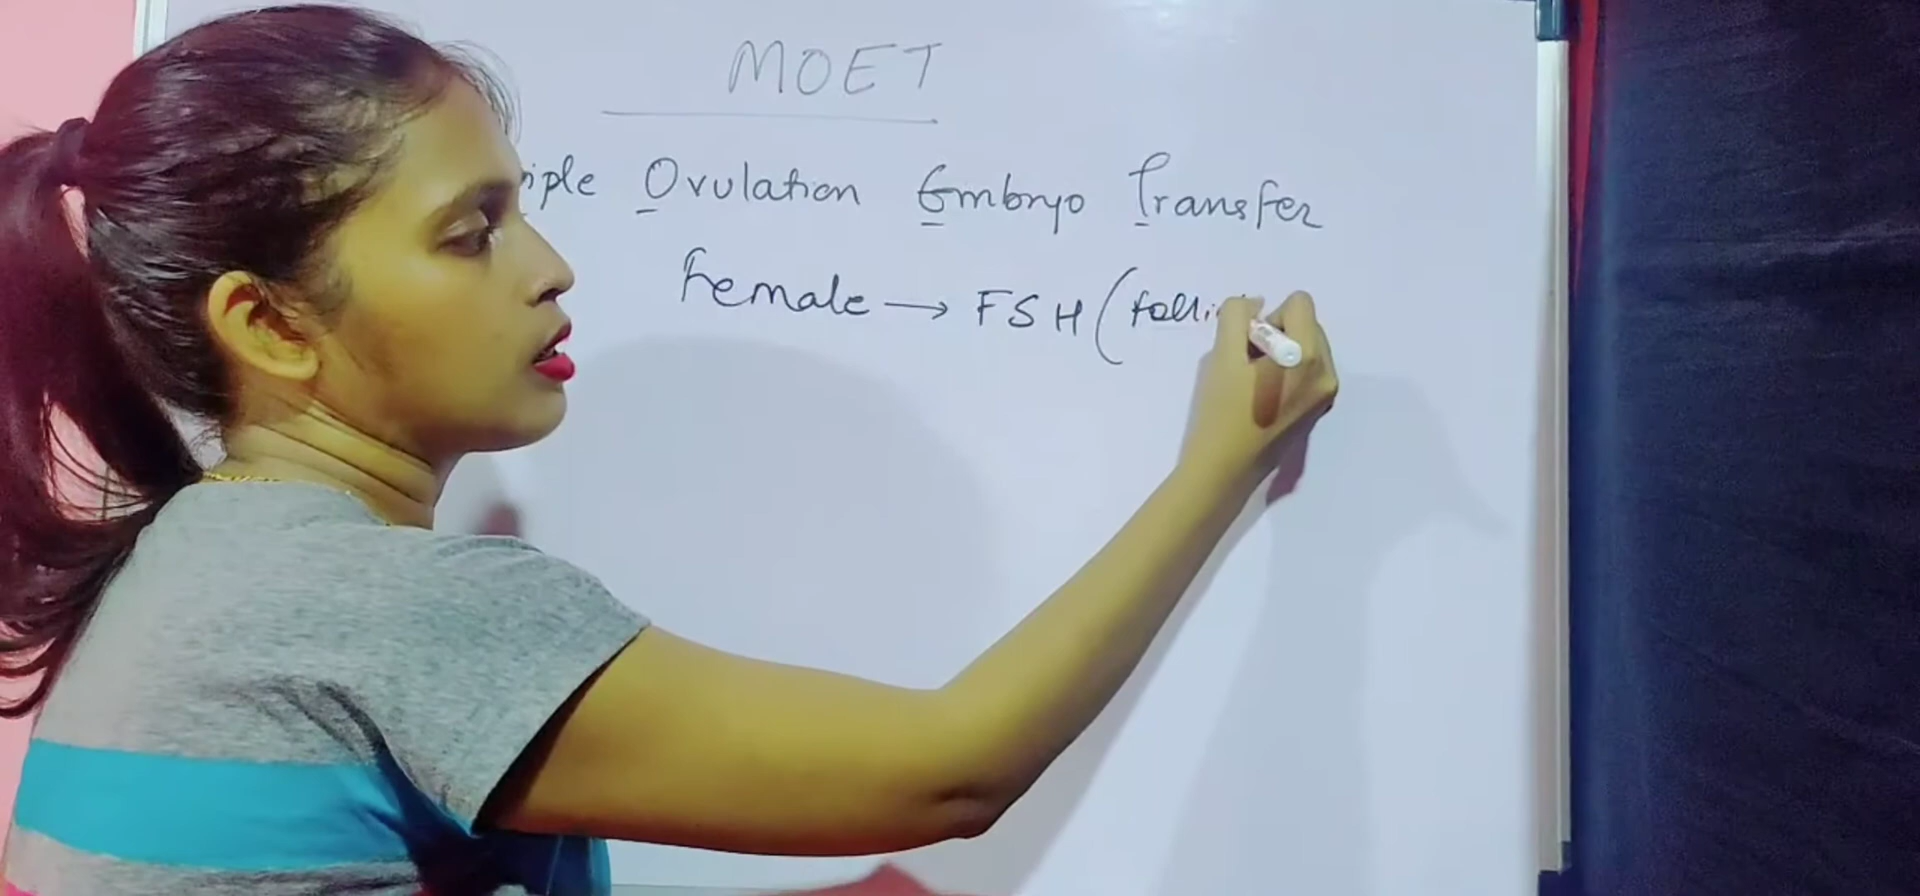 MOET
iple Ovulation Embryo Transfer
Female → FSH (folli